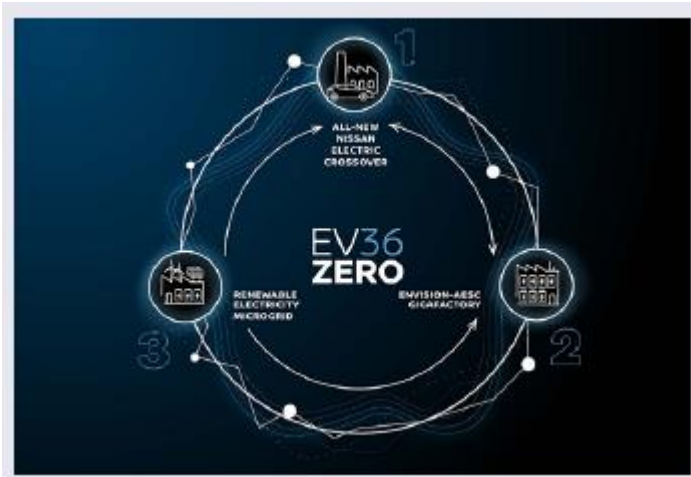 1
ALL-NEW
NISSAN
ELECTRIC
CROSSOVER
EV36
ZERO
RENEWABLE
ELECTRICITY
MICROGRID
ENVISION-AESC
GIGAFACTORY
3
2